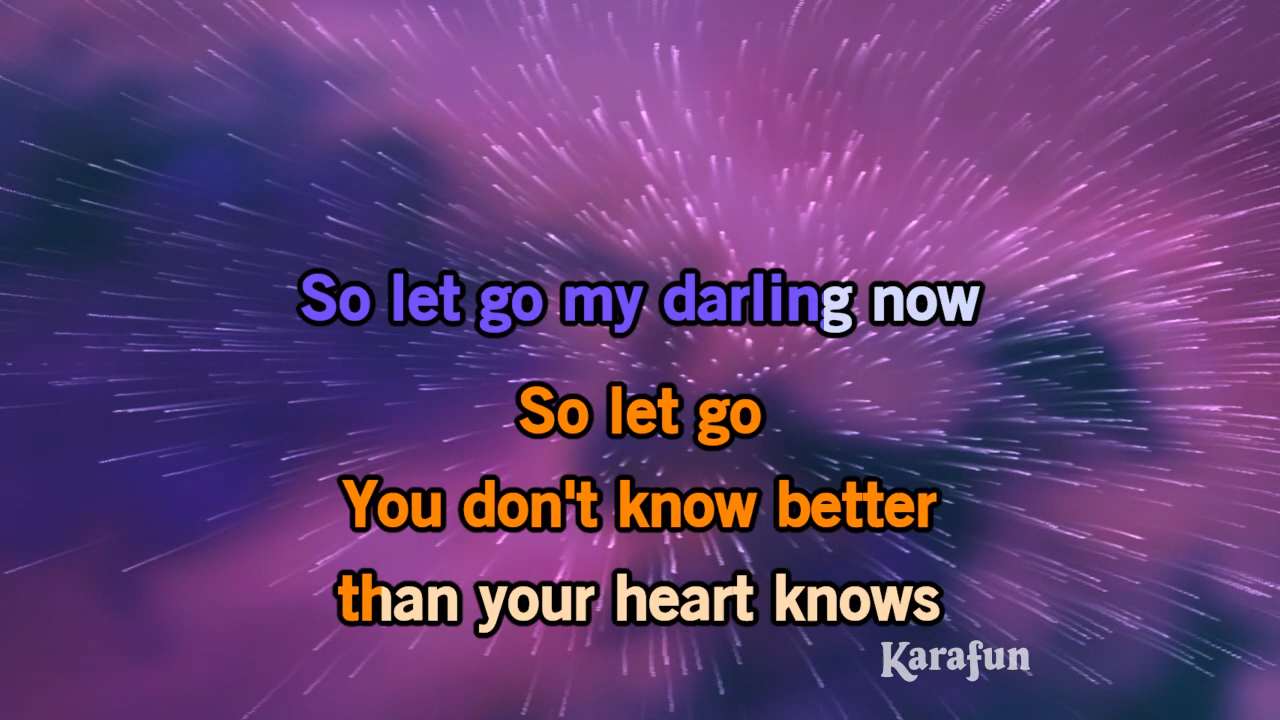 So let go my darling now
So let go
You don't know better
than your heart knows
Karafun